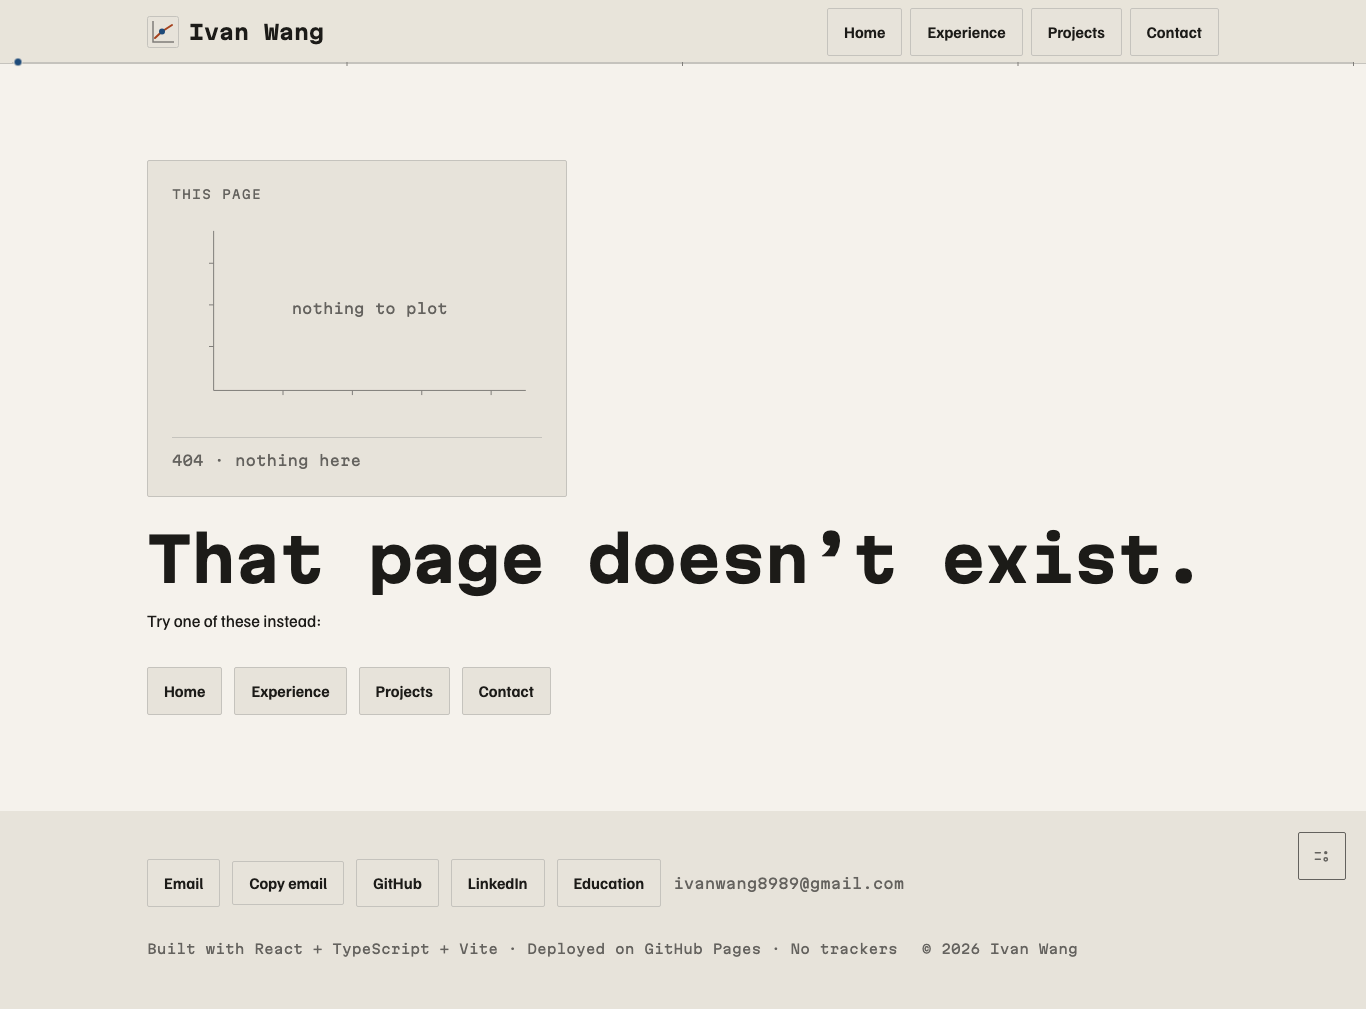 Ivan Wang
Home Experience Projects Contact
THIS PAGE
nothing to plot
404 · nothing here
That page doesn’t exist.
Try one of these instead:
Home Experience Projects Contact
Email Copy email GitHub LinkedIn Education ivanwang8989@gmail.com
Built with React + TypeScript + Vite · Deployed on GitHub Pages · No trackers © 2026 Ivan Wang